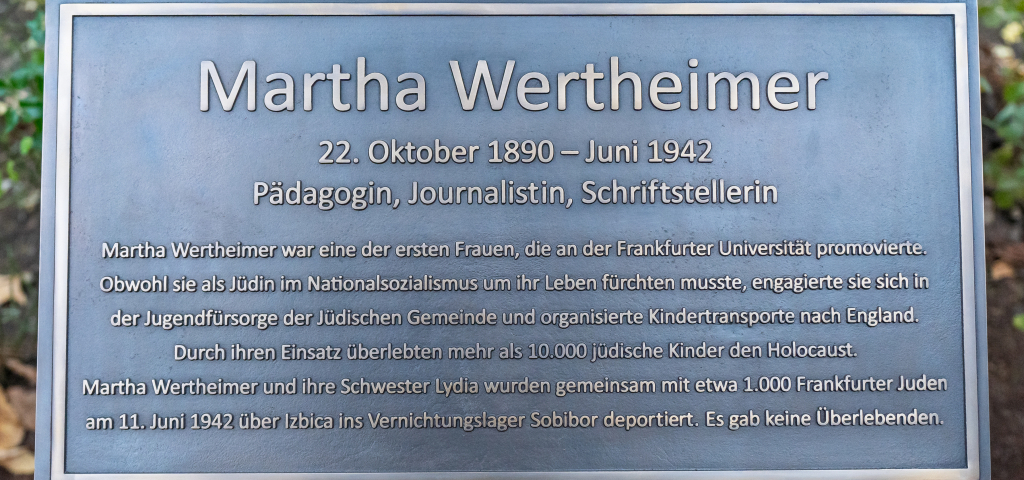 Martha Wertheimer
22. Oktober 1890 – Juni 1942
Pädagogin, Journalistin, Schriftstellerin
Martha Wertheimer war eine der ersten Frauen, die an der Frankfurter Universität promovierte.
Obwohl sie als Jüdin im Nationalsozialismus um ihr Leben fürchten musste, engagierte sie sich in
der Jugendfürsorge der Jüdischen Gemeinde und organisierte Kindertransporte nach England.
Durch ihren Einsatz überlebten mehr als 10.000 jüdische Kinder den Holocaust.
Martha Wertheimer und ihre Schwester Lydia wurden gemeinsam mit etwa 1.000 Frankfurter Juden
am 11. Juni 1942 über Izbica ins Vernichtungslager Sobibor deportiert. Es gab keine Überlebenden.